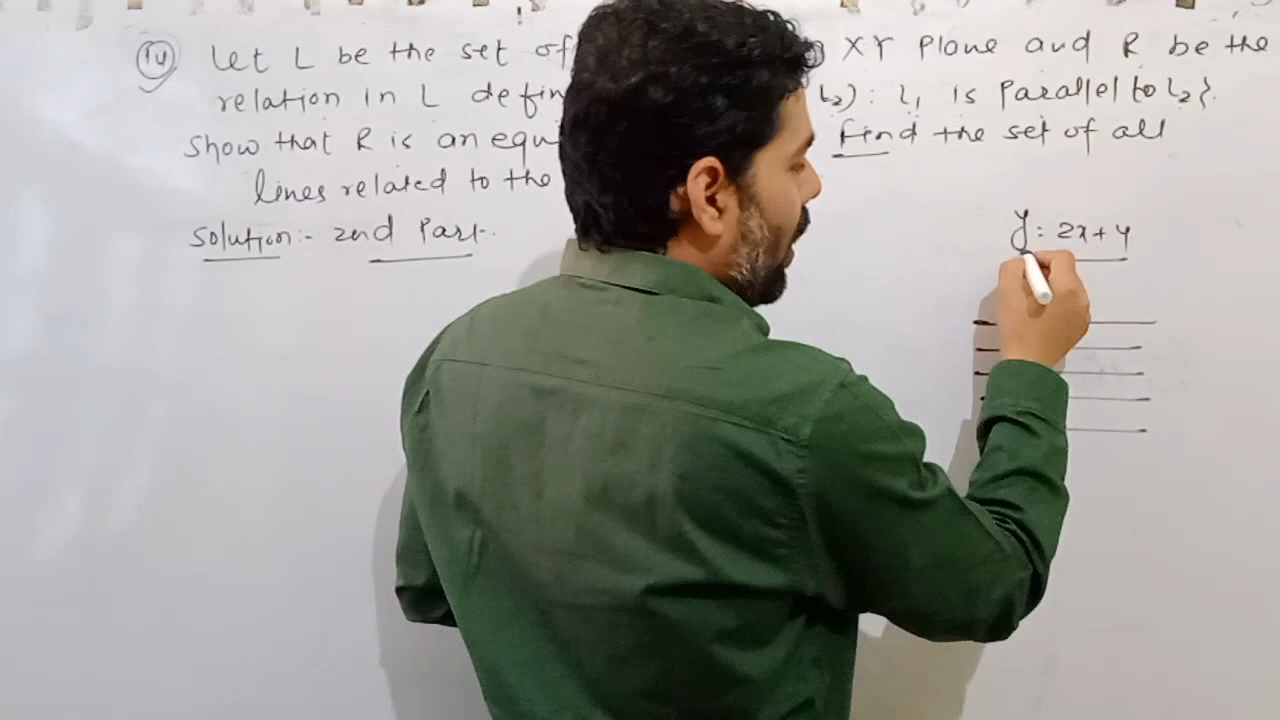 (14) Let L be the set of XY Plane and R be the
relation in L defin L2) : L1 is Parallel to L2}.
Show that R is an equi Find the set of all
lines related to the
Solution:- 2nd Part-.
y = 2x+4